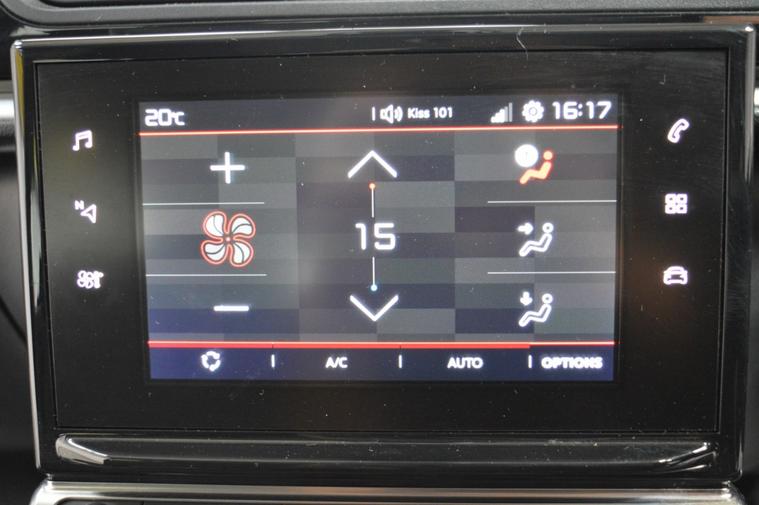 20°C Kiss 101 16:17
N
15
A/C AUTO OPTIONS